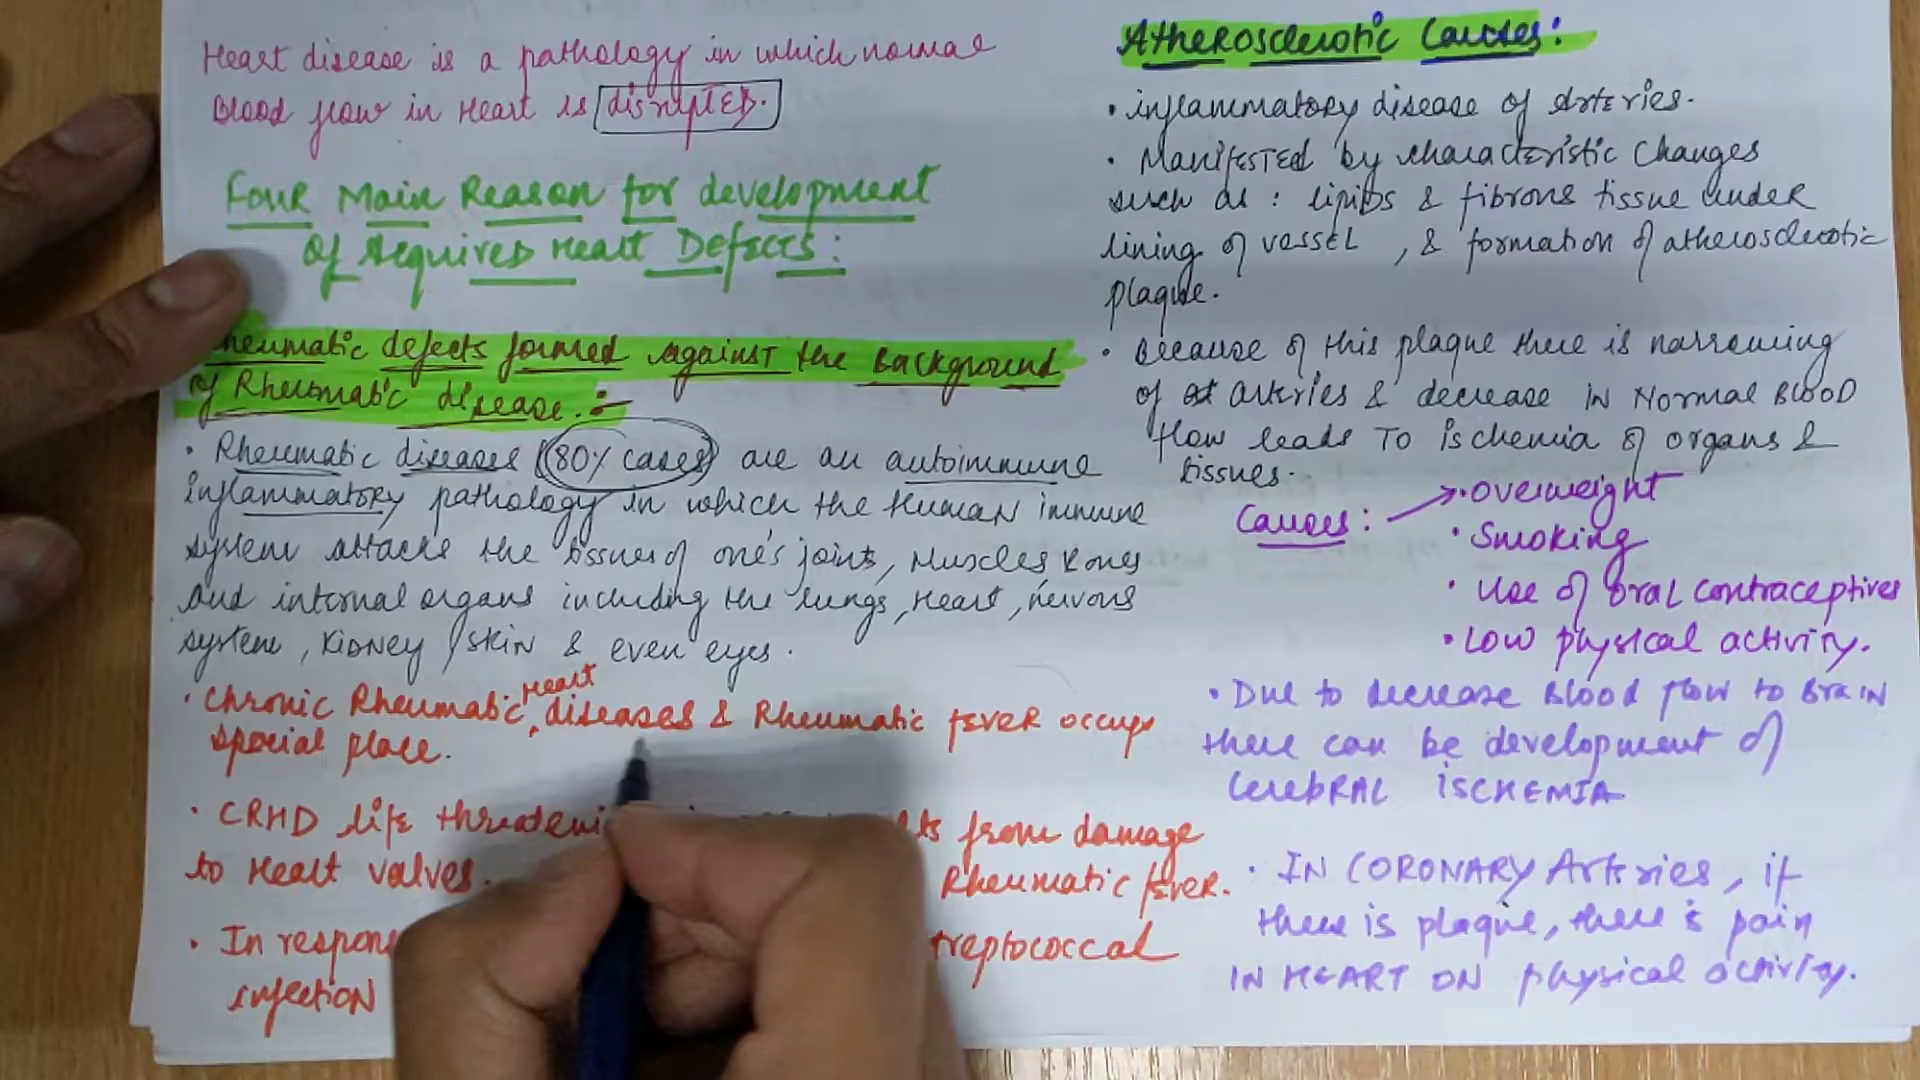 Heart disease is a pathology in which normal
Blood flow in Heart is disrupted.
Four Main Reason for development
Of Acquired Heart Defects:
heumatic defects formed against the Background
of Rheumatic disease.:-
• Rheumatic diseases (80% cases) are an autoimmune
inflammatory pathology in which the Human immune
system attacks the tissues of one's joints, Muscles Bones
and internal organs including the lungs, Heart, nervous
system, Kidney, skin & even eyes.
• Chronic Rheumatic Heart diseases & Rheumatic fever occupy
special place.
• CRHD life from damage
to Heart valves. Rheumatic fever.
• In treptococcal
infection
Atherosclerotic Causes:
• inflammatory disease of Arteries.
• Manifested by characteristic Changes
such as : lipids & fibrous tissue under
lining of vessel , & formation of atherosclerotic
plaque.
• Because of this plaque there is narrowing
of arteries & decrease in Normal Blood
flow leads to ischemia of organs &
tissues.
Causes: → • Overweight
• Smoking
• Use of Oral contraceptives
• Low physical activity.
• Due to decrease Blood flow to Brain
there can be development of
Cerebral ischemia
• IN CORONARY Arteries, if
there is plaque, there is pain
IN HEART ON physical activity.